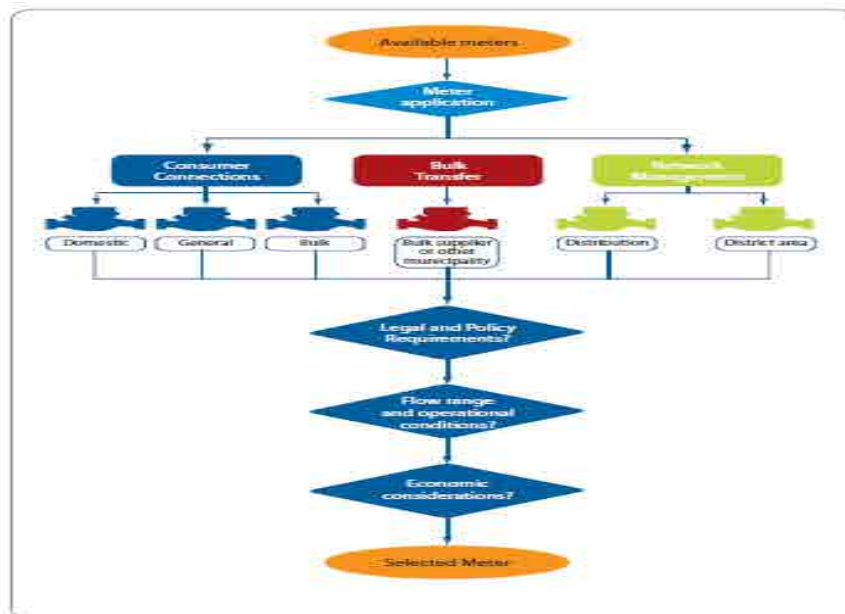 Available meters
Meter
application
Consumer
Connections
Bulk
Transfer
Network
Management
Domestic
General
Bulk
Bulk supplier
or other
municipality
Distribution
District area
Legal and Policy
Requirements?
Flow range
and operational
conditions?
Economic
considerations?
Selected Meter